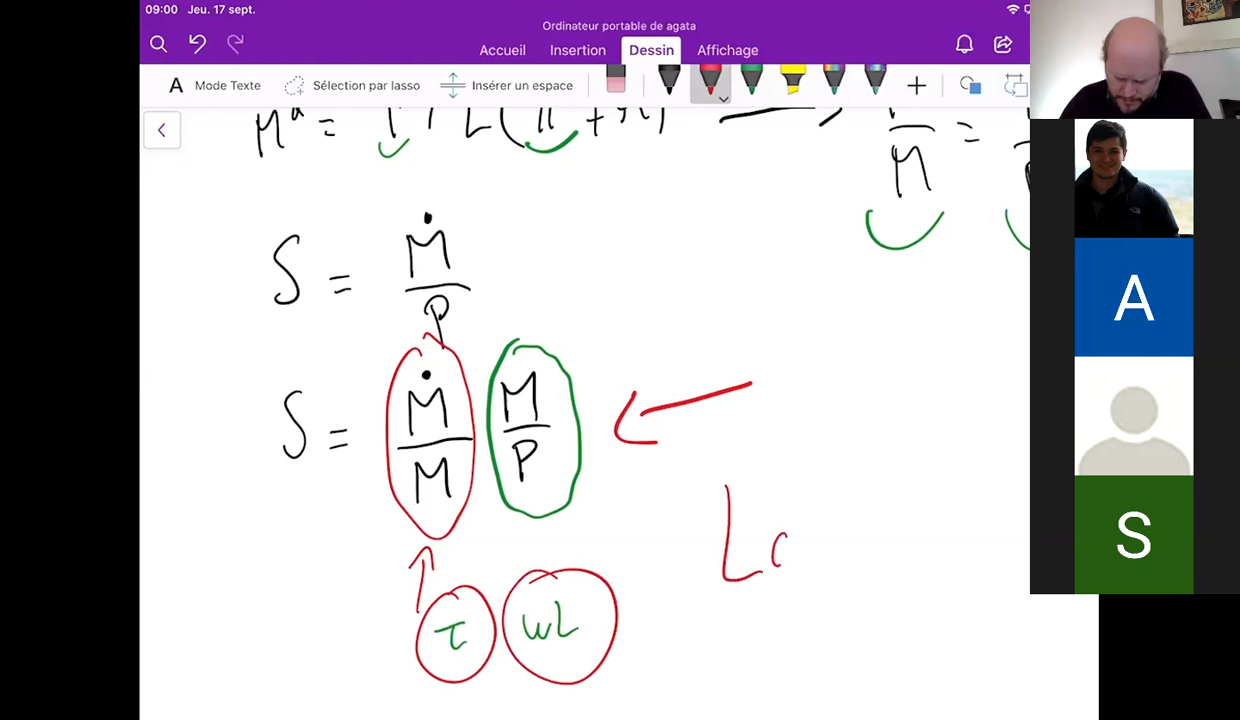 09:00 Jeu. 17 sept.
Ordinateur portable de agata
Accueil Insertion Dessin Affichage
A Mode Texte Sélection par lasso Insérer un espace
M^d = L(π + π) M =
S = Ṁ / P
S = Ṁ / M M / P
τ wL
A
S